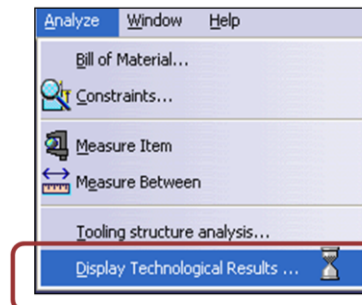 Analyze Window Help
Bill of Material...
Constraints...
Measure Item
Measure Between
Tooling structure analysis...
Display Technological Results ...